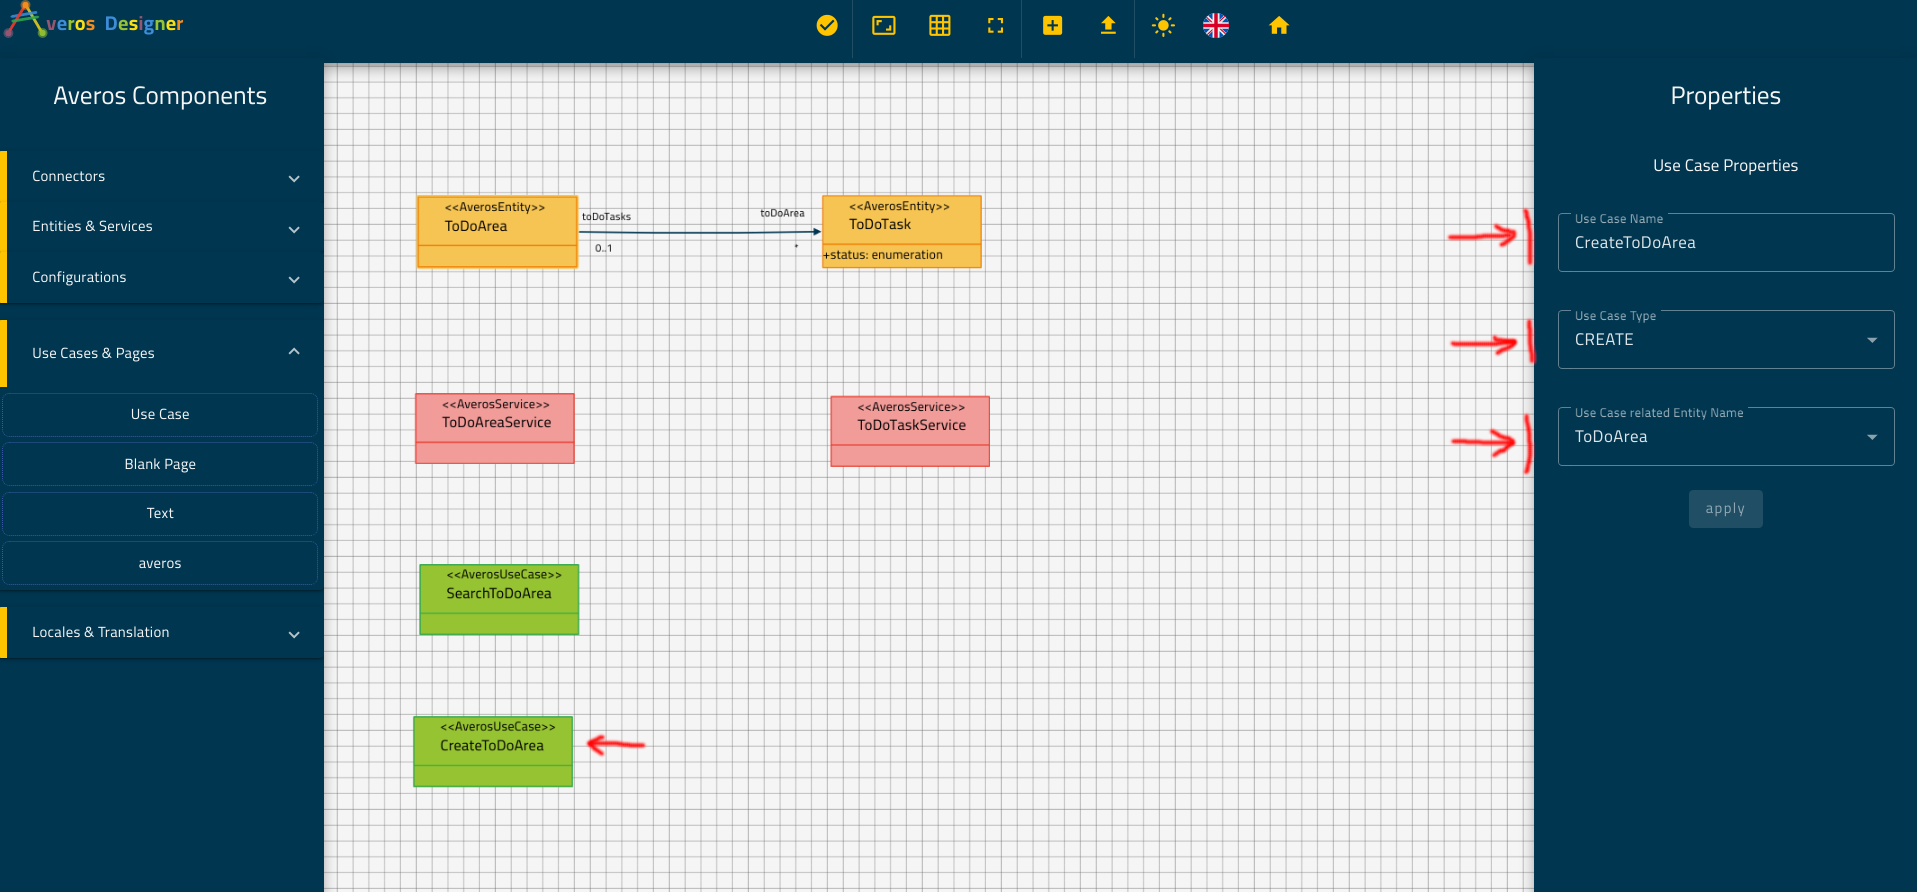 Averos Designer
Averos Components
Connectors
Entities & Services
Configurations
Use Cases & Pages
Use Case
Blank Page
Text
averos
Locales & Translation
<<AverosEntity>>
ToDoArea
toDoTasks
0..1
toDoArea
*
<<AverosEntity>>
ToDoTask
+status: enumeration
<<AverosService>>
ToDoAreaService
<<AverosService>>
ToDoTaskService
<<AverosUseCase>>
SearchToDoArea
<<AverosUseCase>>
CreateToDoArea
Properties
Use Case Properties
Use Case Name
CreateToDoArea
Use Case Type
CREATE
Use Case related Entity Name
ToDoArea
apply